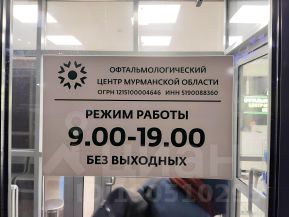 ОФТАЛЬМОЛОГИЧЕСКИЙ
ЦЕНТР МУРМАНСКОЙ ОБЛАСТИ
ОГРН 1215100004646 ИНН 5190088360
РЕЖИМ РАБОТЫ
9.00-19.00
БЕЗ ВЫХОДНЫХ